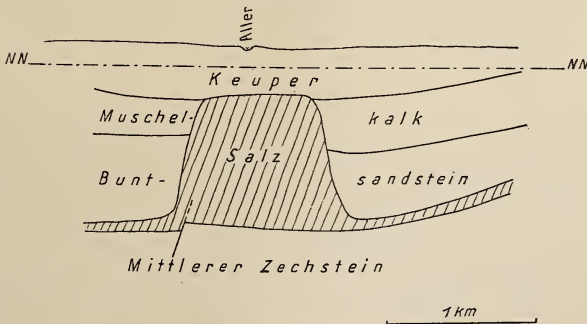 Aller
NN NN
Keuper
Muschel- kalk
Salz
Bunt- sandstein
Mittlerer Zechstein
1km